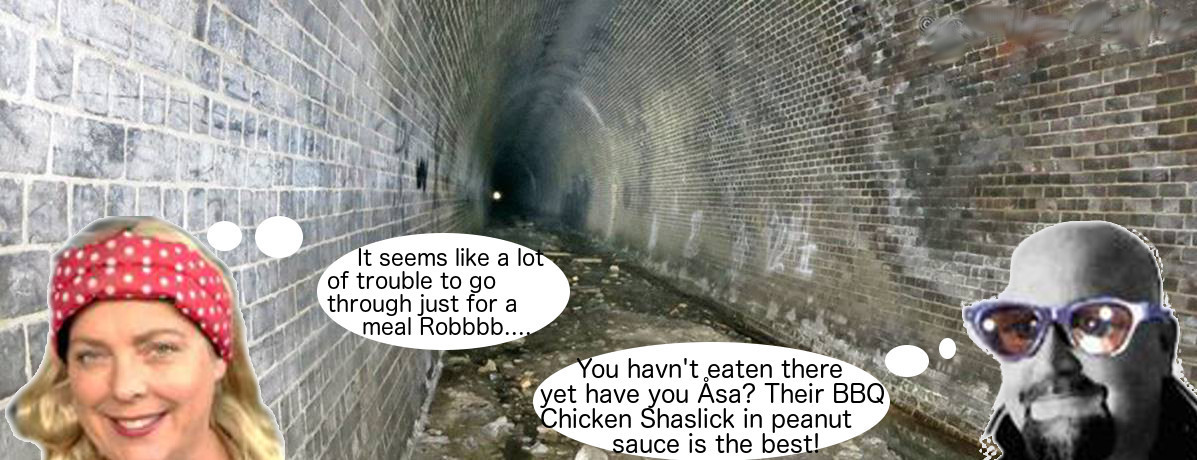 It seems like a lot
of trouble to go
through just for a
meal Robbbb....
You havn't eaten there
yet have you Åsa? Their BBQ
Chicken Shaslick in peanut
sauce is the best!